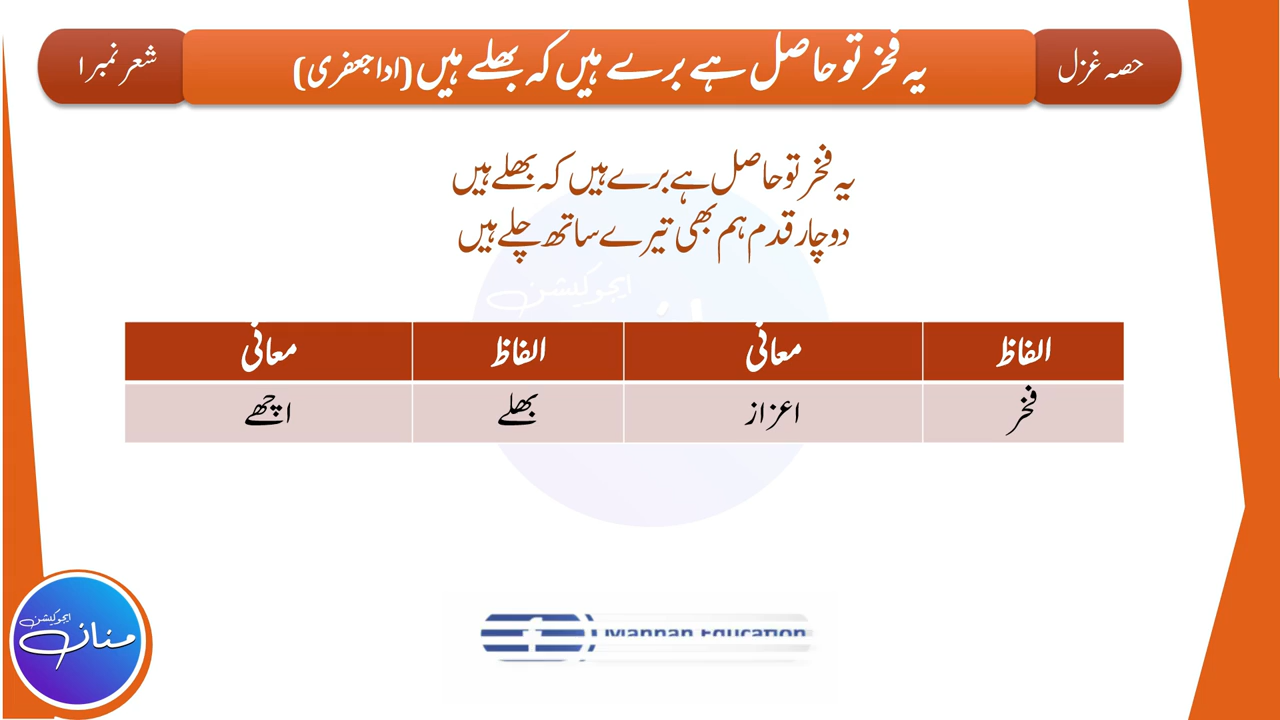 حصہ غزل
یہ فخر تو حاصل ہے برے ہیں کہ بھلے ہیں (ادا جعفری)
شعر نمبر ۱
یہ فخر تو حاصل ہے برے ہیں کہ بھلے ہیں
دو چار قدم ہم بھی تیرے ساتھ چلے ہیں
الفاظ معانی الفاظ معانی
فخر اعزاز بھلے اچھے
ایجوکیشن
منان
ایجوکیشن
Mannan Education